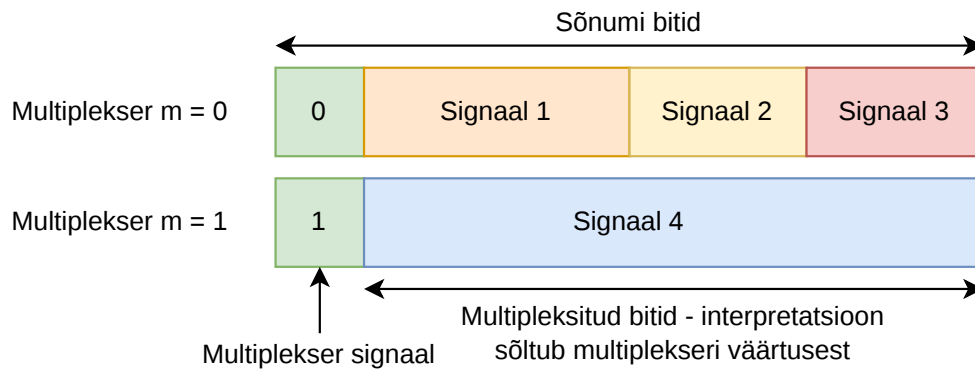 Sõnumi bitid
Multiplekser m = 0
0
Signaal 1
Signaal 2
Signaal 3
Multiplekser m = 1
1
Signaal 4
Multipleksitud bitid - interpretatsioon
sõltub multiplekseri väärtusest
Multiplekser signaal